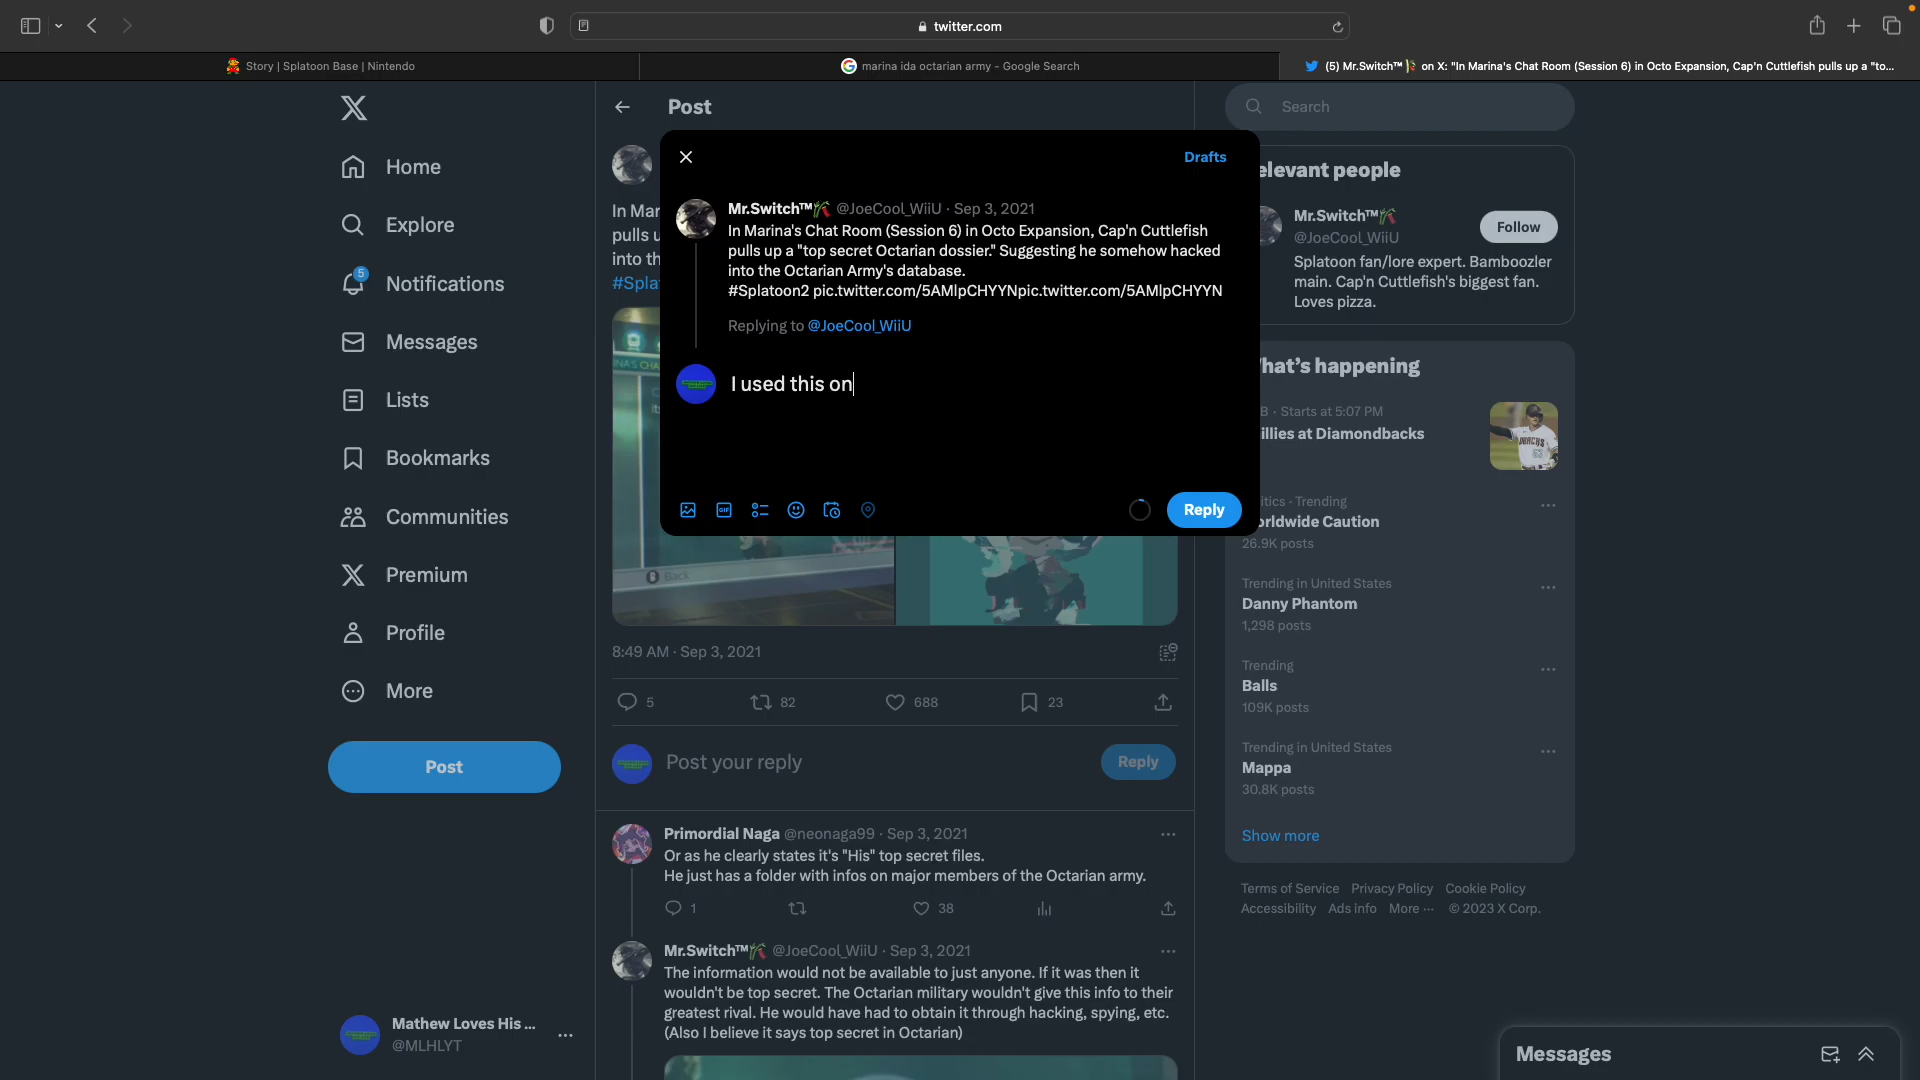 twitter.com
Story | Splatoon Base | Nintendo
marina ida octarian army - Google Search
(5) Mr.Switch™ on X: "In Marina's Chat Room (Session 6) in Octo Expansion, Cap'n Cuttlefish pulls up a "to...
Home
Explore
5
Notifications
Messages
Lists
Bookmarks
Communities
Premium
Profile
More
Post
Mathew Loves His ...
@MLHLYT
Post
In Mar
pulls u
into th
#Spla
Drafts
Mr.Switch™ @JoeCool_WiiU · Sep 3, 2021
In Marina's Chat Room (Session 6) in Octo Expansion, Cap'n Cuttlefish
pulls up a "top secret Octarian dossier." Suggesting he somehow hacked
into the Octarian Army's database.
#Splatoon2 pic.twitter.com/5AMlpCHYYNpic.twitter.com/5AMlpCHYYN
Replying to @JoeCool_WiiU
I used this on
GIF
Reply
Back
8:49 AM · Sep 3, 2021
5
82
688
23
Post your reply
Reply
Primordial Naga @neonaga99 · Sep 3, 2021
Or as he clearly states it's "His" top secret files.
He just has a folder with infos on major members of the Octarian army.
1
38
Mr.Switch™ @JoeCool_WiiU · Sep 3, 2021
The information would not be available to just anyone. If it was then it
wouldn't be top secret. The Octarian military wouldn't give this info to their
greatest rival. He would have had to obtain it through hacking, spying, etc.
(Also I believe it says top secret in Octarian)
Search
elevant people
Mr.Switch™
@JoeCool_WiiU
Follow
Splatoon fan/lore expert. Bamboozler
main. Cap'n Cuttlefish's biggest fan.
Loves pizza.
hat's happening
B · Starts at 5:07 PM
illies at Diamondbacks
itics · Trending
orldwide Caution
26.9K posts
Trending in United States
Danny Phantom
1,298 posts
Trending
Balls
109K posts
Trending in United States
Mappa
30.8K posts
Show more
Terms of Service Privacy Policy Cookie Policy
Accessibility Ads info More ··· © 2023 X Corp.
Messages